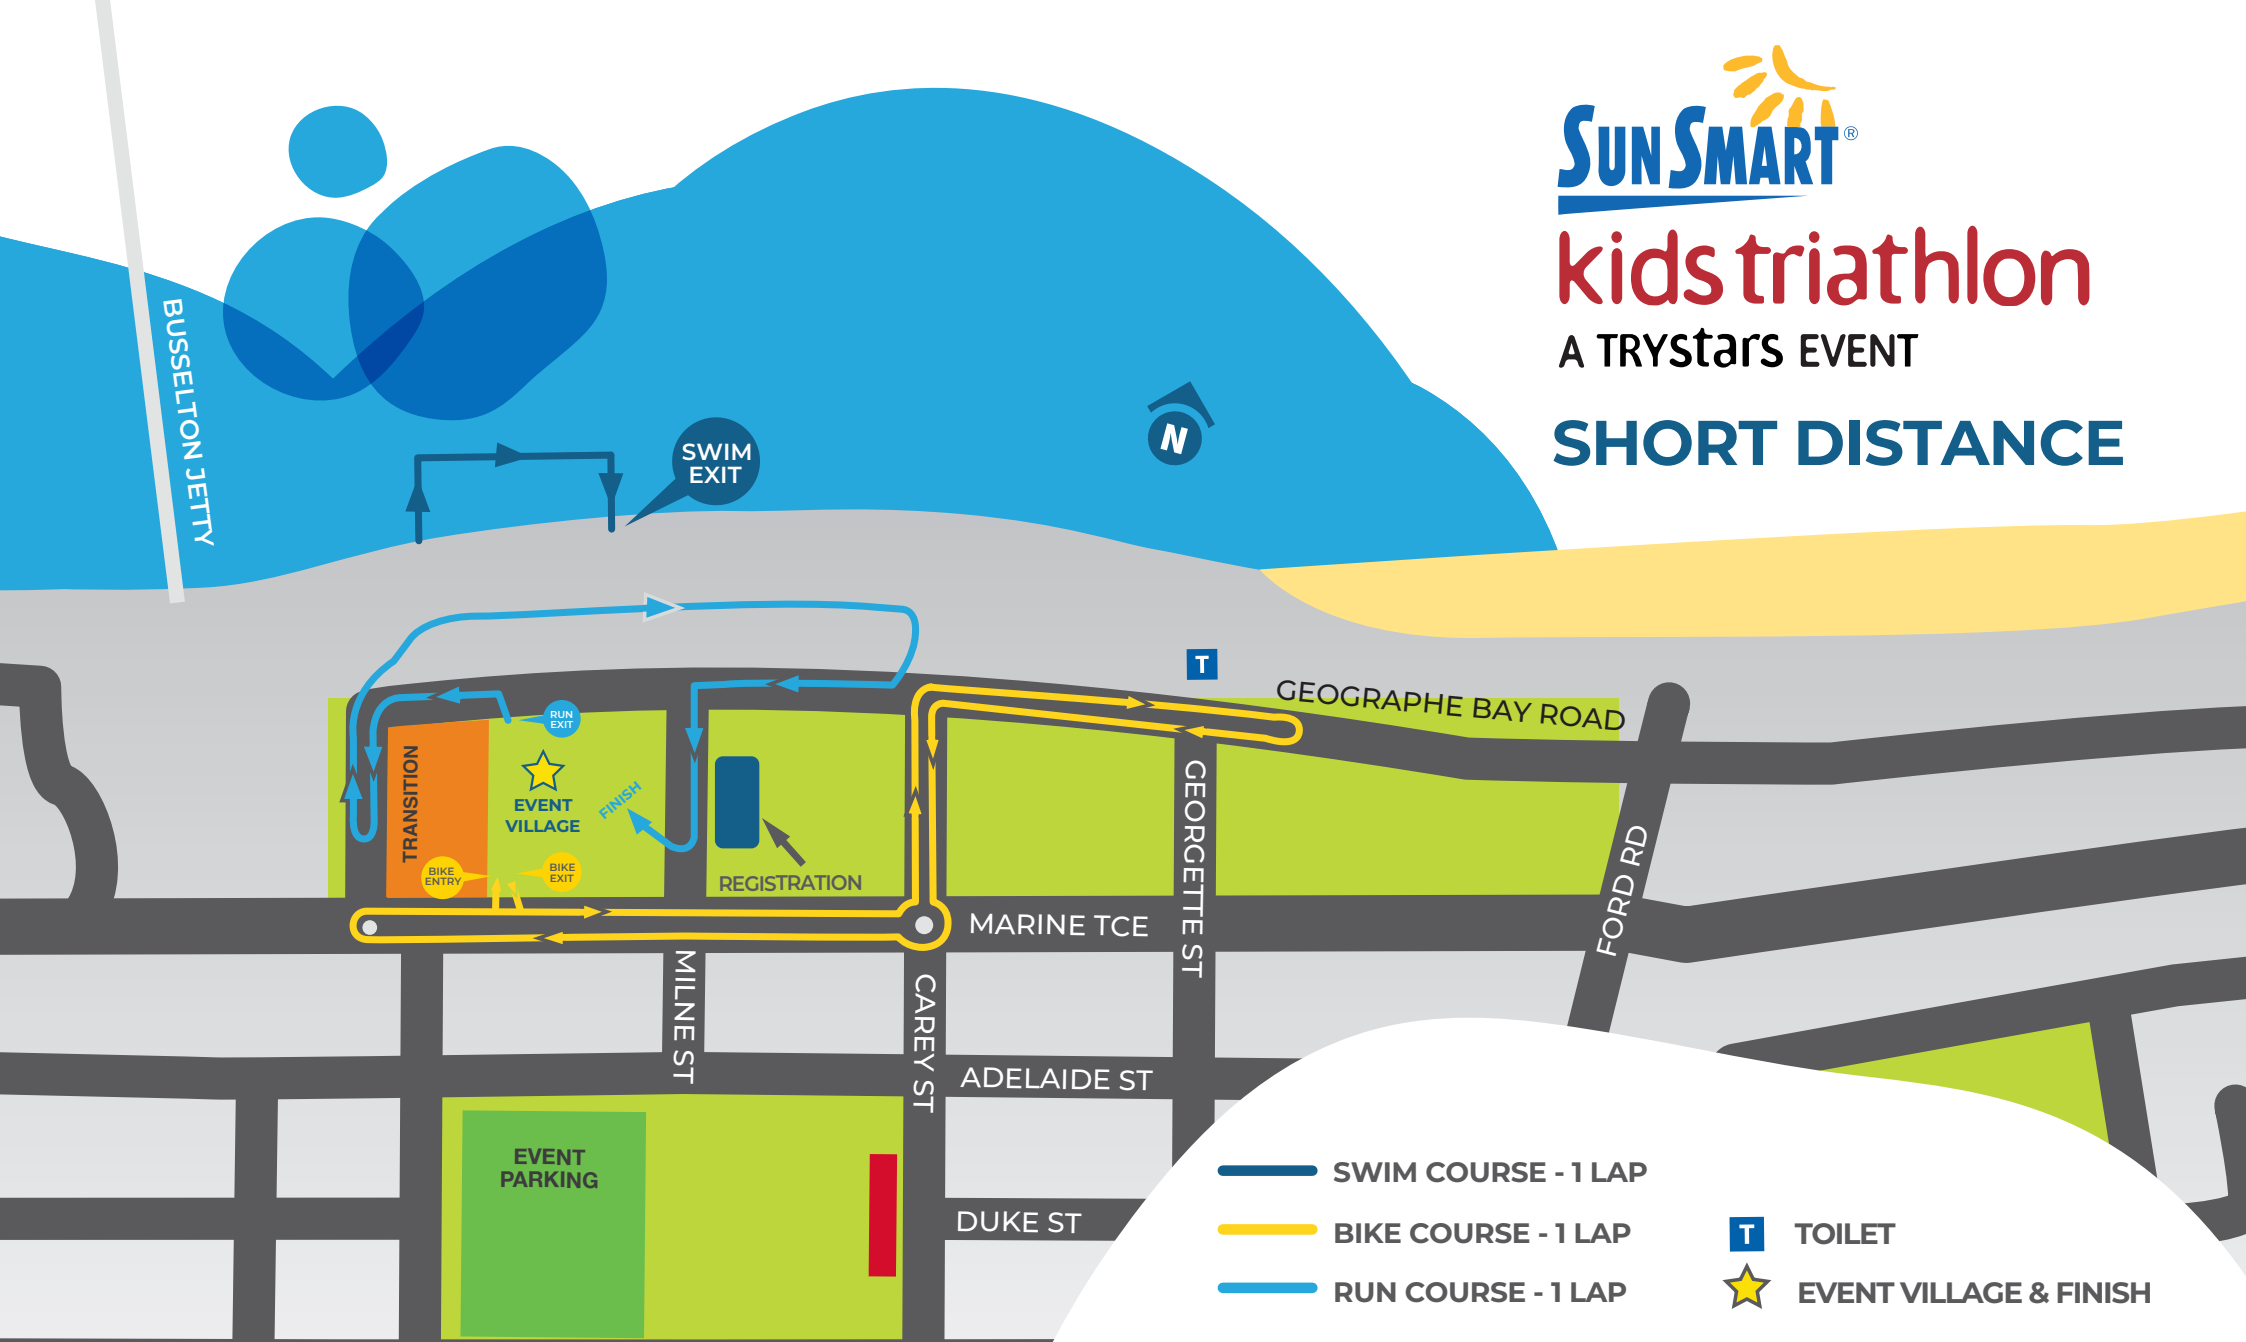 SUNSMART®
kids triathlon
A TRYstars EVENT
SHORT DISTANCE
BUSSELTON JETTY
SWIM
EXIT
N
T
GEOGRAPHE BAY ROAD
RUN
EXIT
TRANSITION
EVENT
VILLAGE
FINISH
BIKE
ENTRY
BIKE
EXIT
REGISTRATION
GEORGETTE ST
FORD RD
MARINE TCE
MILNE ST
CAREY ST
ADELAIDE ST
EVENT
PARKING
DUKE ST
SWIM COURSE - 1 LAP
BIKE COURSE - 1 LAP
RUN COURSE - 1 LAP
T TOILET
EVENT VILLAGE & FINISH